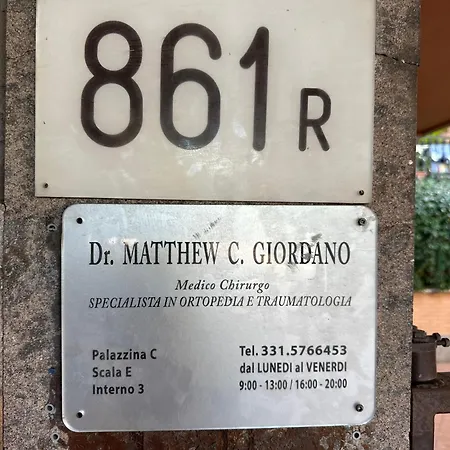 861 R
Dr. MATTHEW C. GIORDANO
Medico Chirurgo
SPECIALISTA IN ORTOPEDIA E TRAUMATOLOGIA
Palazzina C
Scala E
Interno 3
Tel. 331.5766453
dal LUNEDI al VENERDI
9:00 - 13:00 / 16:00 - 20:00